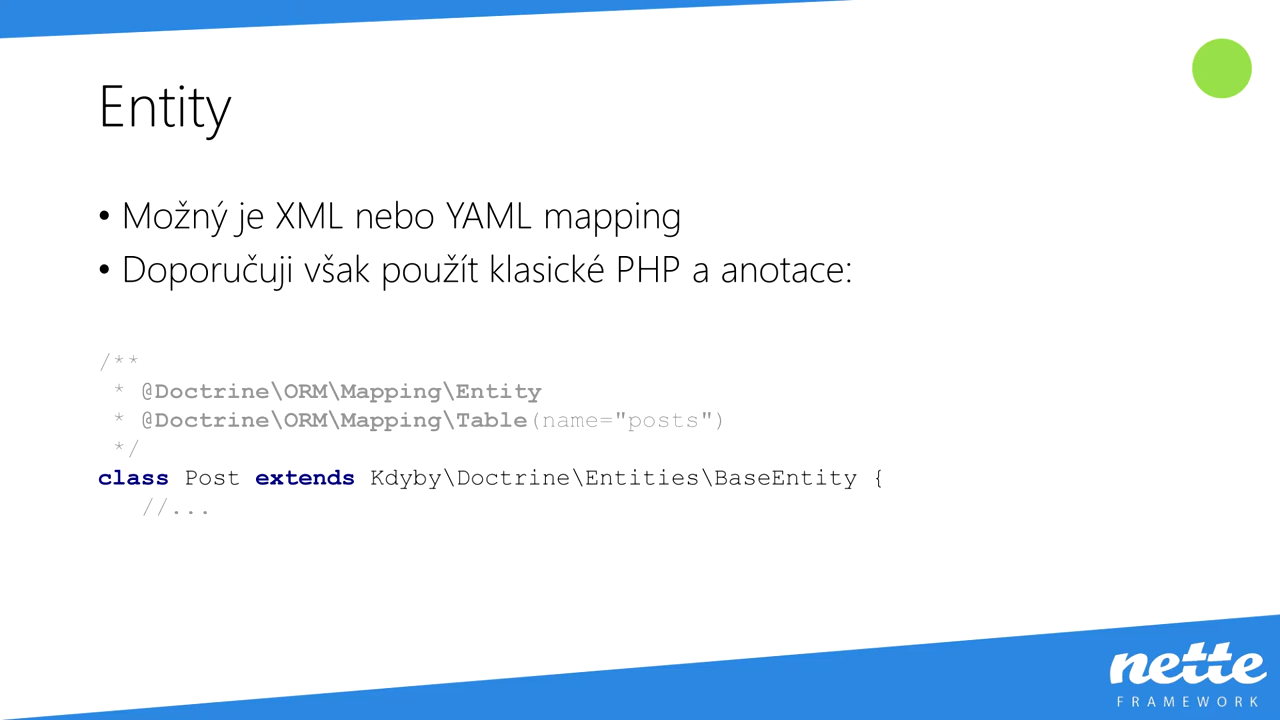 Entity
• Možný je XML nebo YAML mapping
• Doporučuji však použít klasické PHP a anotace:
/**
 * @Doctrine\ORM\Mapping\Entity
 * @Doctrine\ORM\Mapping\Table(name="posts")
 */
class Post extends Kdyby\Doctrine\Entities\BaseEntity {
   //...
nette
FRAMEWORK